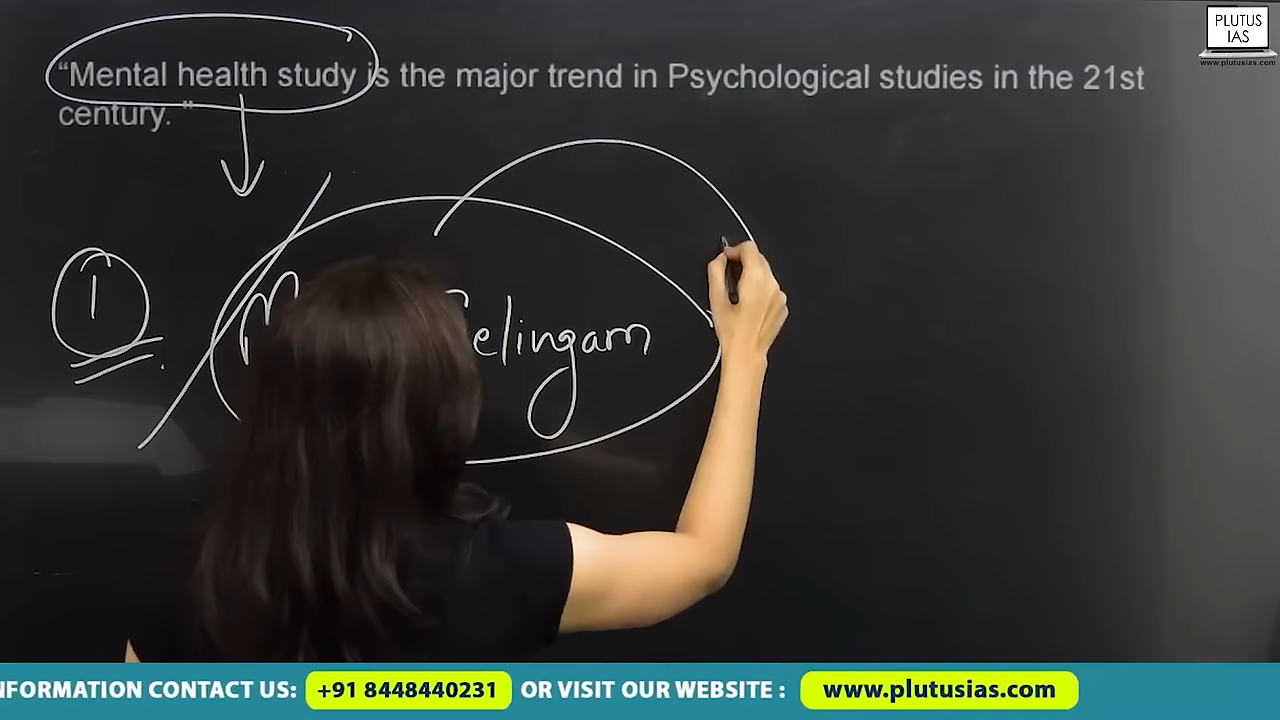 PLUTUS
IAS
www.plutusias.com
“Mental health study is the major trend in Psychological studies in the 21st
century. ”
1
elingam
NFORMATION CONTACT US: +91 8448440231 OR VISIT OUR WEBSITE : www.plutusias.com